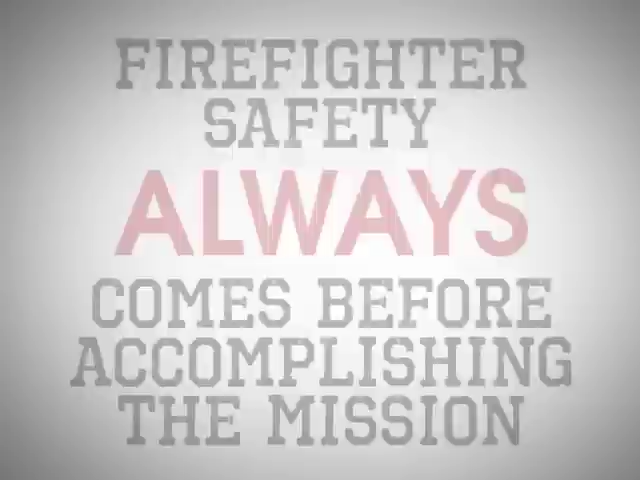 FIREFIGHTER
SAFETY
ALWAYS
COMES BEFORE
ACCOMPLISHING
THE MISSION